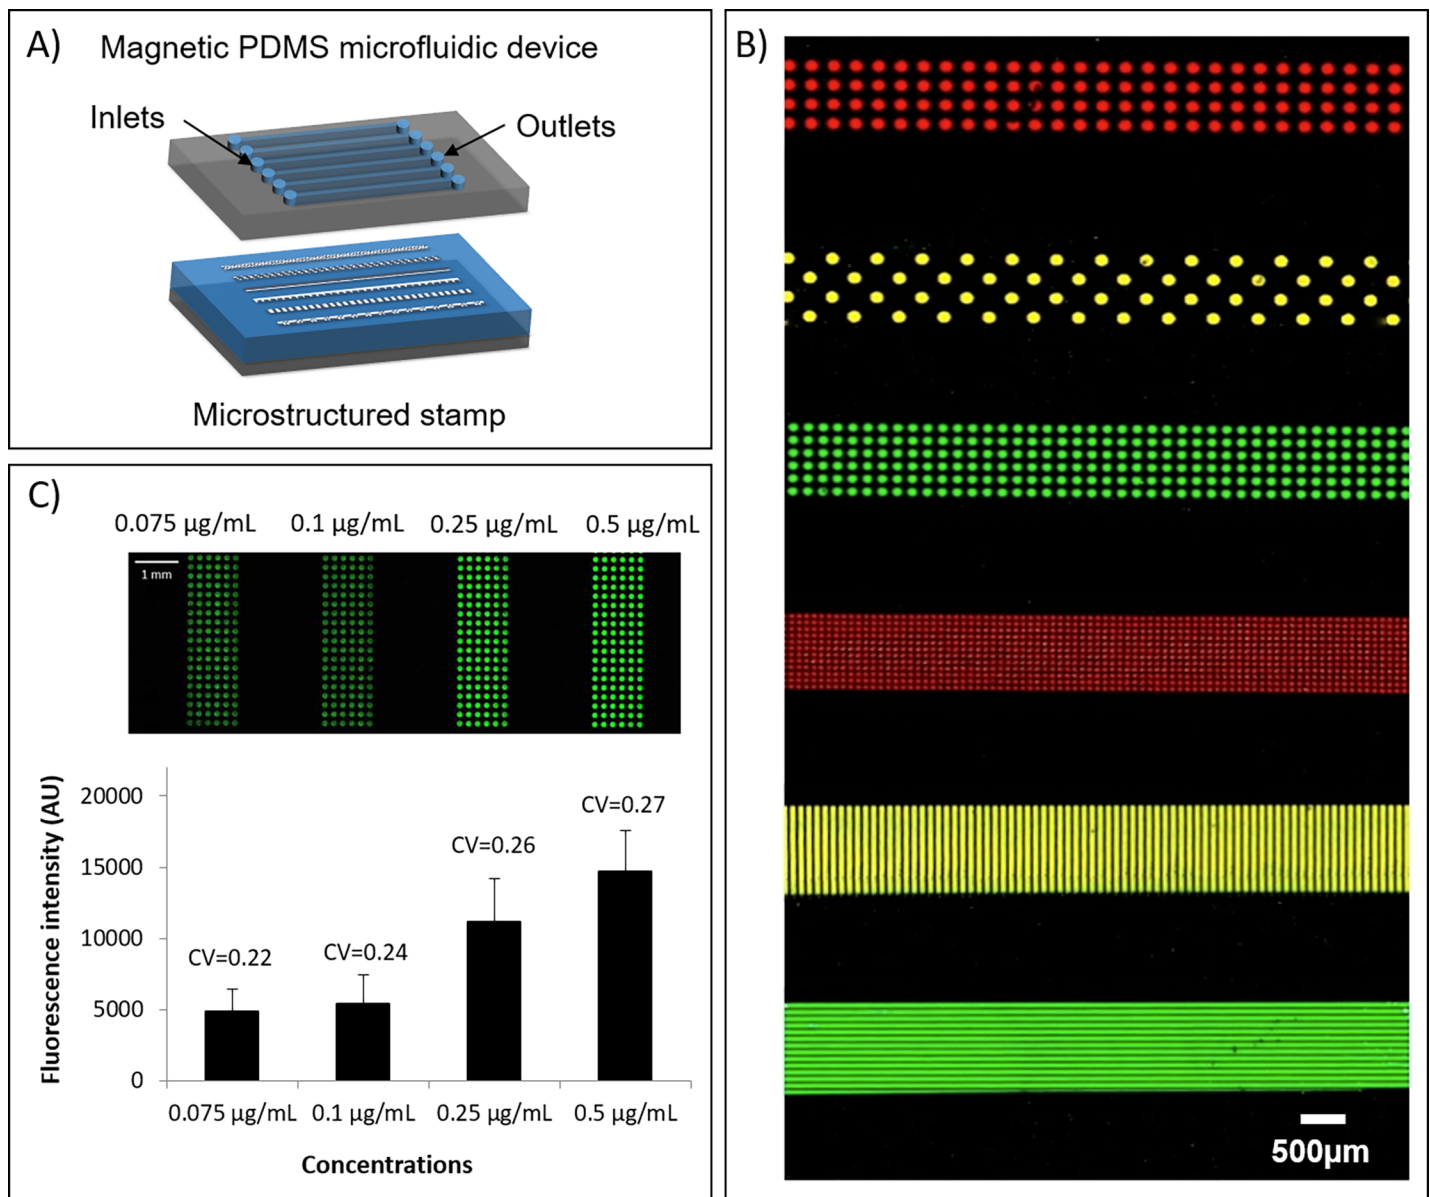 A)
Magnetic PDMS microfluidic device
Inlets
Outlets
Microstructured stamp
B)
500µm
C)
0.075 µg/mL 0.1 µg/mL 0.25 µg/mL 0.5 µg/mL
1 mm
Fluorescence intensity (AU)
20000
15000
10000
5000
0
CV=0.22
CV=0.24
CV=0.26
CV=0.27
0.075 µg/mL 0.1 µg/mL 0.25 µg/mL 0.5 µg/mL
Concentrations